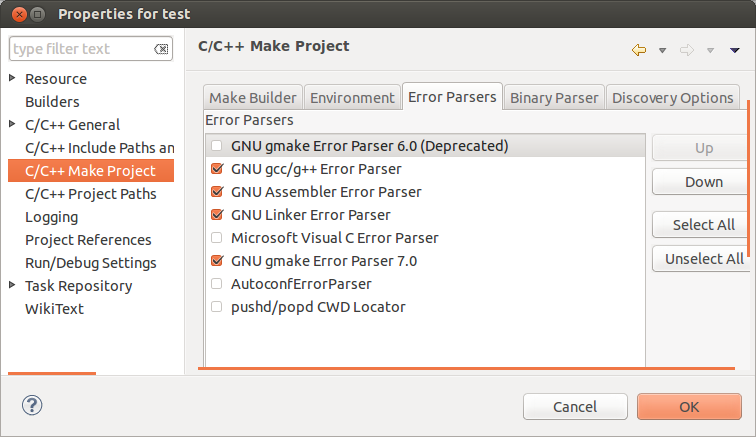 Properties for test
type filter text
Resource
Builders
C/C++ General
C/C++ Include Paths an
C/C++ Make Project
C/C++ Project Paths
Logging
Project References
Run/Debug Settings
Task Repository
WikiText
C/C++ Make Project
Make Builder Environment Error Parsers Binary Parser Discovery Options
Error Parsers
GNU gmake Error Parser 6.0 (Deprecated)
GNU gcc/g++ Error Parser
GNU Assembler Error Parser
GNU Linker Error Parser
Microsoft Visual C Error Parser
GNU gmake Error Parser 7.0
AutoconfErrorParser
pushd/popd CWD Locator
Up
Down
Select All
Unselect All
?
Cancel
OK